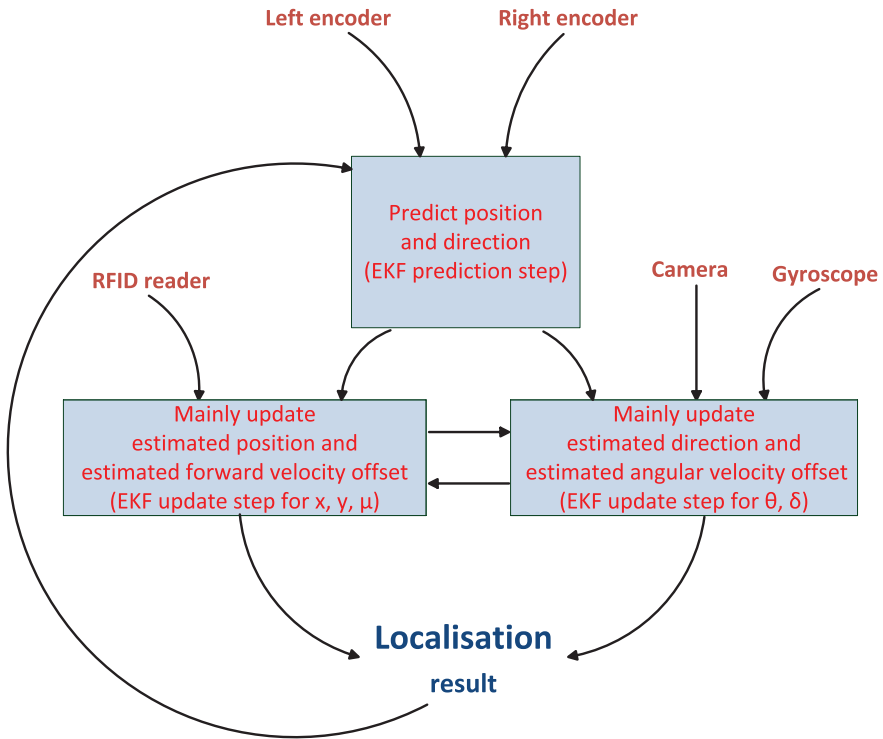 Left encoder
Right encoder
Predict position
and direction
(EKF prediction step)
RFID reader
Camera
Gyroscope
Mainly update
estimated position and
estimated forward velocity offset
(EKF update step for x, y, μ)
Mainly update
estimated direction and
estimated angular velocity offset
(EKF update step for θ, δ)
Localisation
result